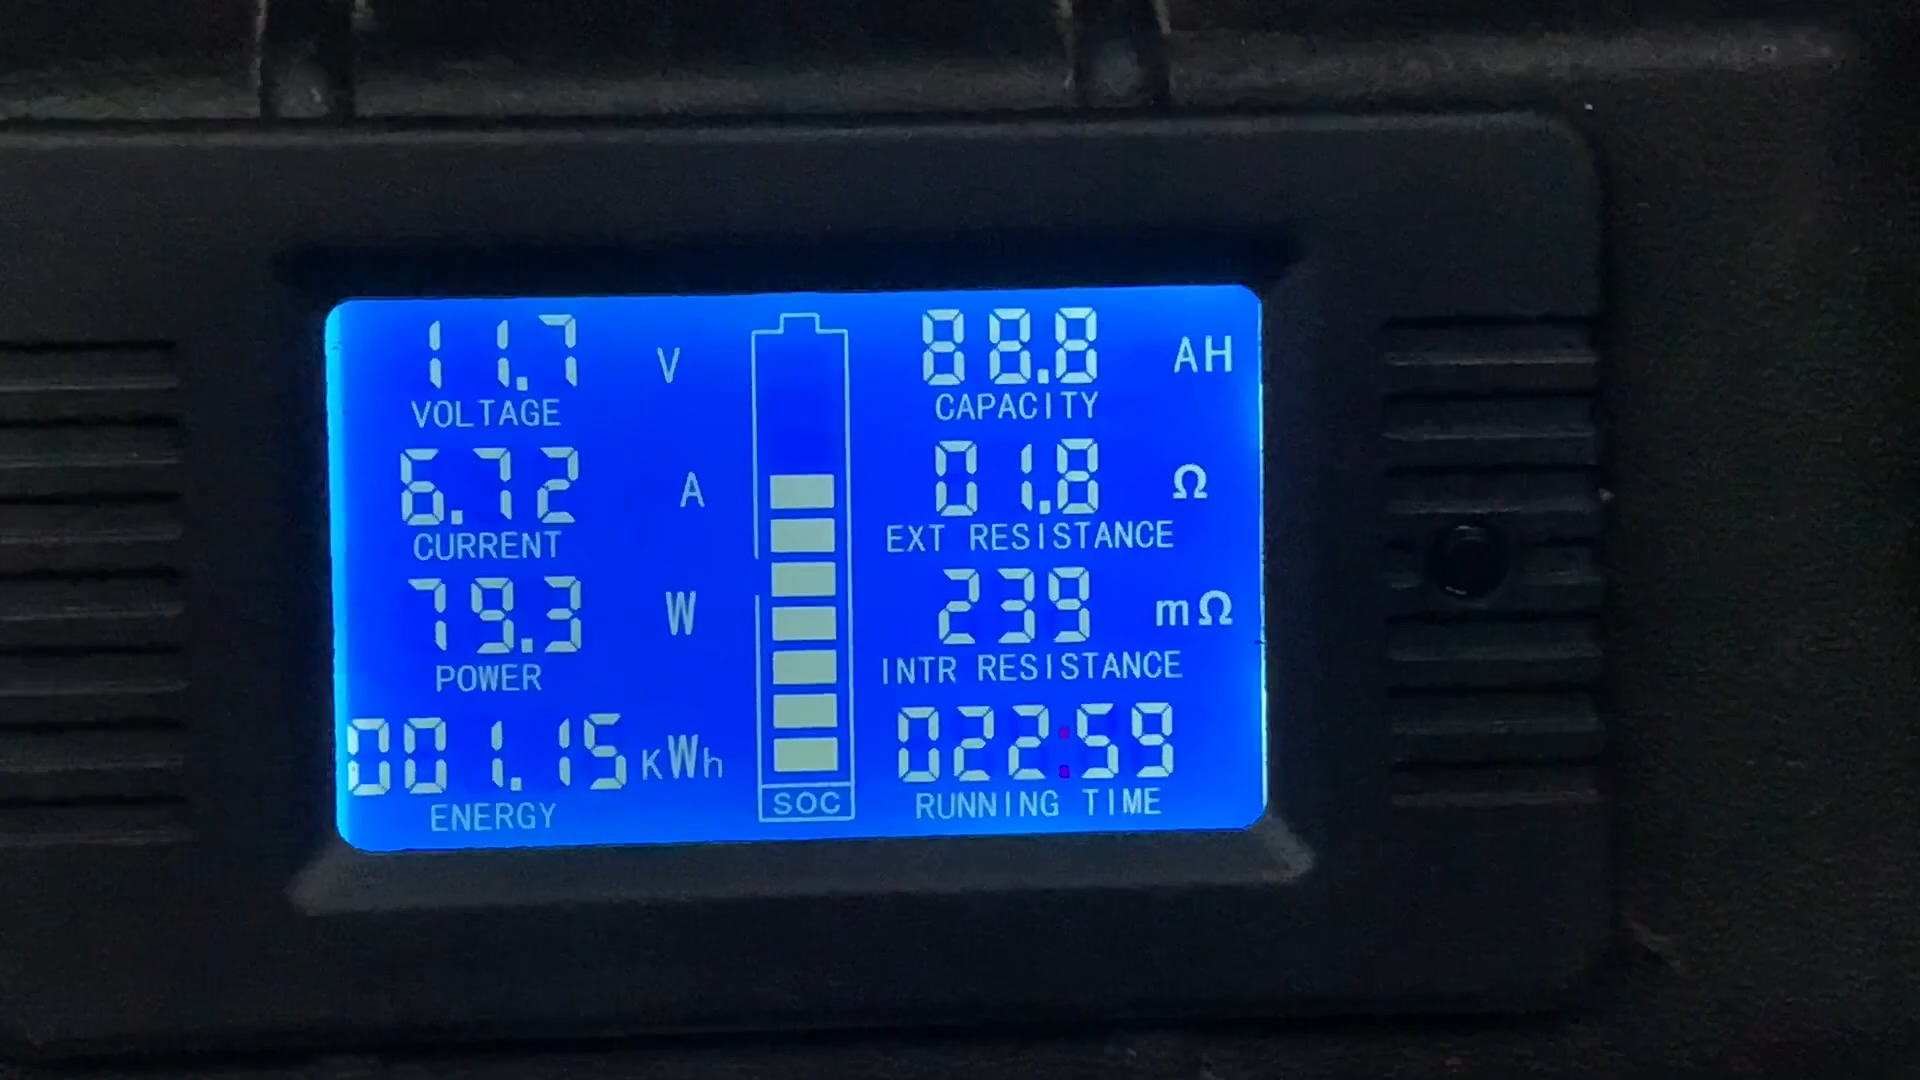 11.7 V
VOLTAGE
6.72 A
CURRENT
79.3 W
POWER
001.15 KWh
ENERGY
SOC
88.8 AH
CAPACITY
01.8 Ω
EXT RESISTANCE
239 mΩ
INTR RESISTANCE
022:59
RUNNING TIME